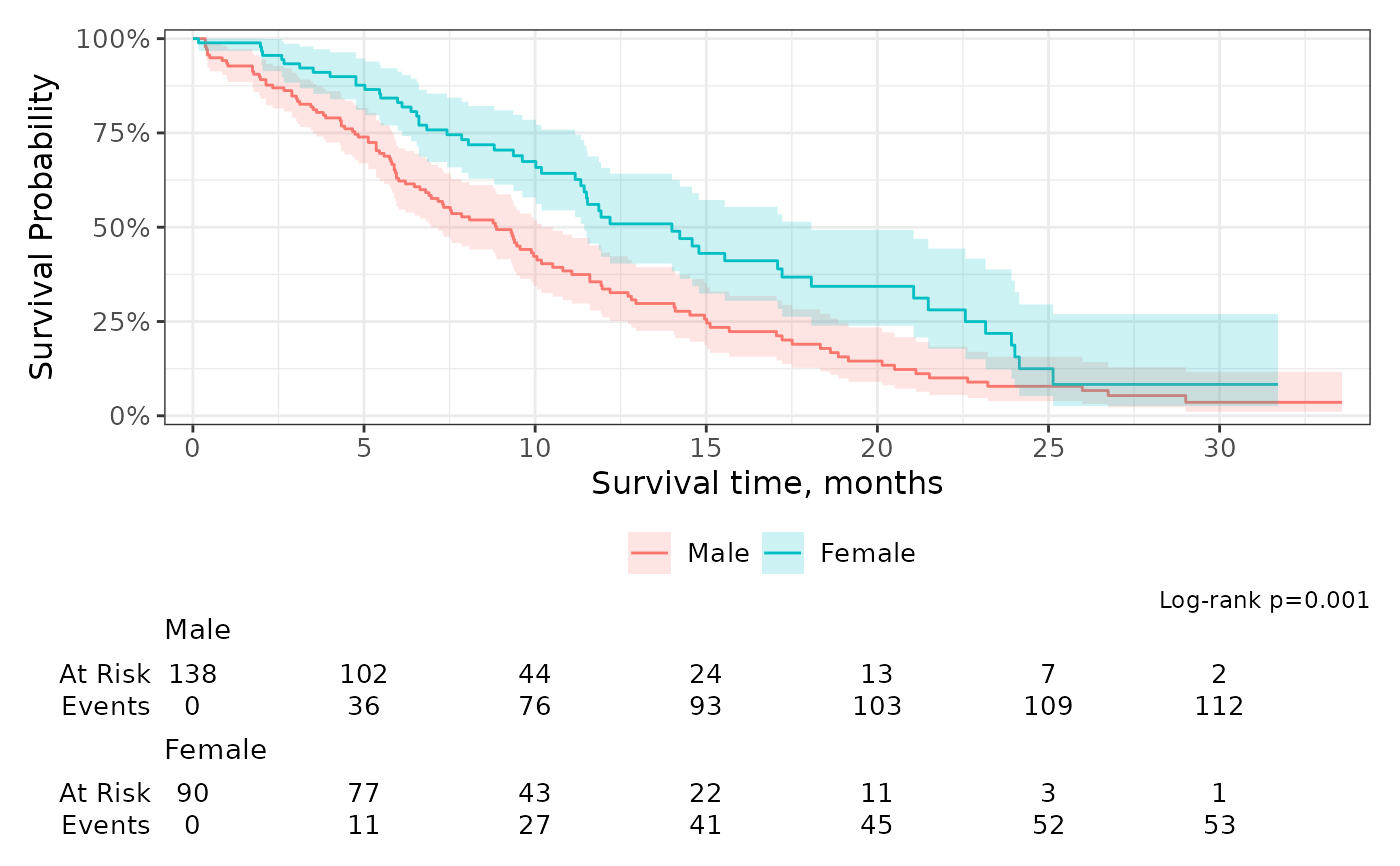 Survival Probability
100%
75%
50%
25%
0%
0 5 10 15 20 25 30
Survival time, months
Male Female
Log-rank p=0.001
Male
At Risk 138 102 44 24 13 7 2
Events 0 36 76 93 103 109 112
Female
At Risk 90 77 43 22 11 3 1
Events 0 11 27 41 45 52 53